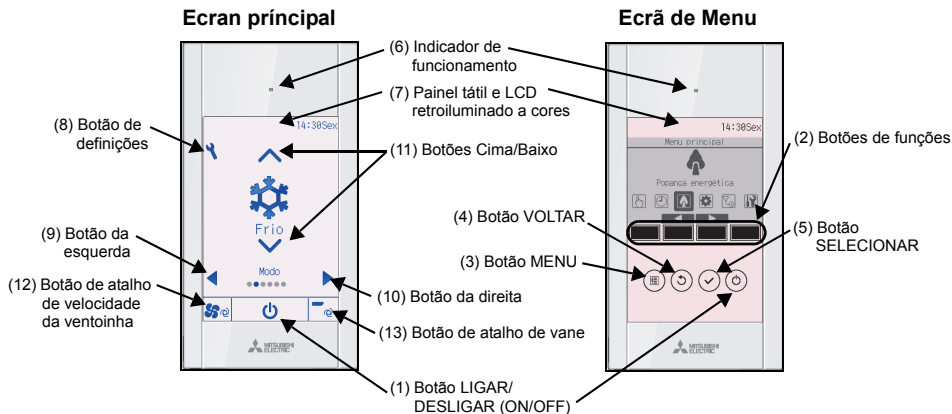 Ecran príncipal
Ecrã de Menu
(6) Indicador de
funcionamento
(7) Painel tátil e LCD
retroiluminado a cores
(8) Botão de
definições
(11) Botões Cima/Baixo
(2) Botões de funções
(4) Botão VOLTAR
(5) Botão
SELECIONAR
(9) Botão da
esquerda
(3) Botão MENU
(12) Botão de atalho
de velocidade
da ventoinha
(10) Botão da direita
(13) Botão de atalho de vane
(1) Botão LIGAR/
DESLIGAR (ON/OFF)
14:30Sex
Frio
Modo
MITSUBISHI
ELECTRIC
14:30Sex
Menu principal
Popança energética
MITSUBISHI
ELECTRIC